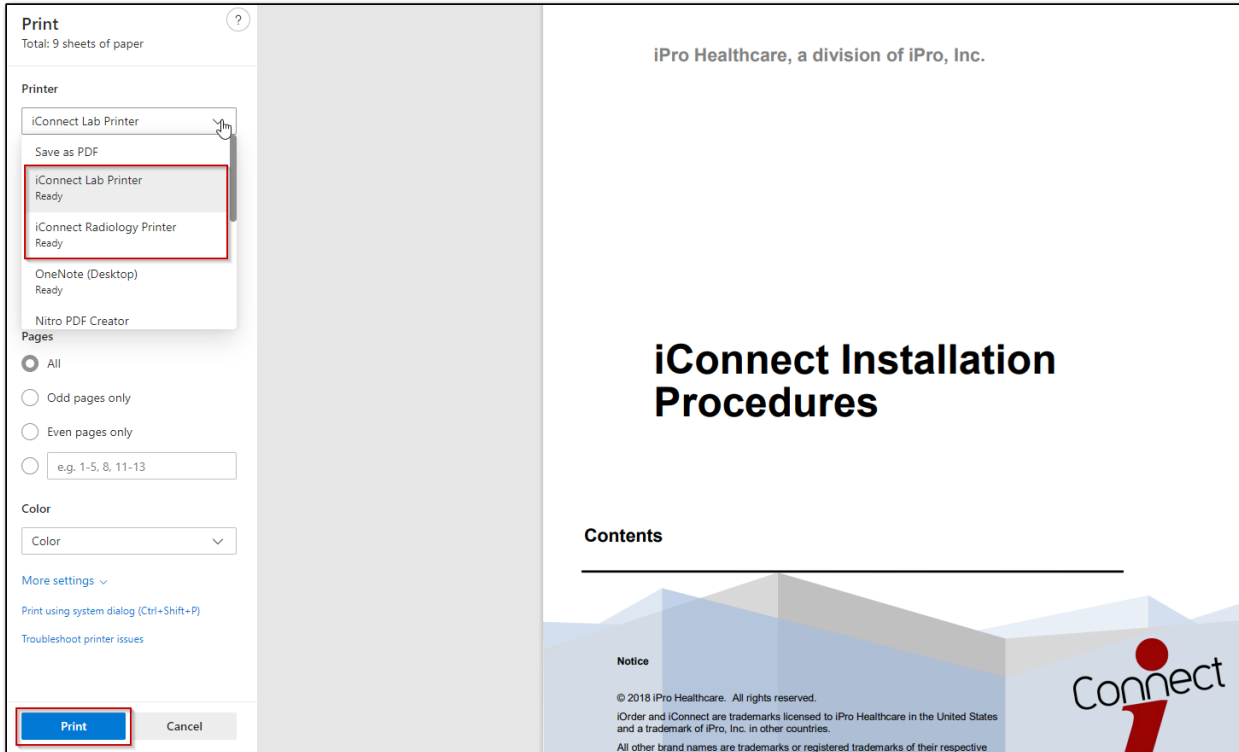 Print
?
Total: 9 sheets of paper
Printer
iConnect Lab Printer
Save as PDF
iConnect Lab Printer
Ready
iConnect Radiology Printer
Ready
OneNote (Desktop)
Ready
Nitro PDF Creator
Pages
All
Odd pages only
Even pages only
e.g. 1-5, 8, 11-13
Color
Color
More settings
Print using system dialog (Ctrl+Shift+P)
Troubleshoot printer issues
Print
Cancel
iPro Healthcare, a division of iPro, Inc.
iConnect Installation
Procedures
Contents
Notice
© 2018 iPro Healthcare. All rights reserved.
iOrder and iConnect are trademarks licensed to iPro Healthcare in the United States
and a trademark of iPro, Inc. in other countries.
All other brand names are trademarks or registered trademarks of their respective
Connect
i